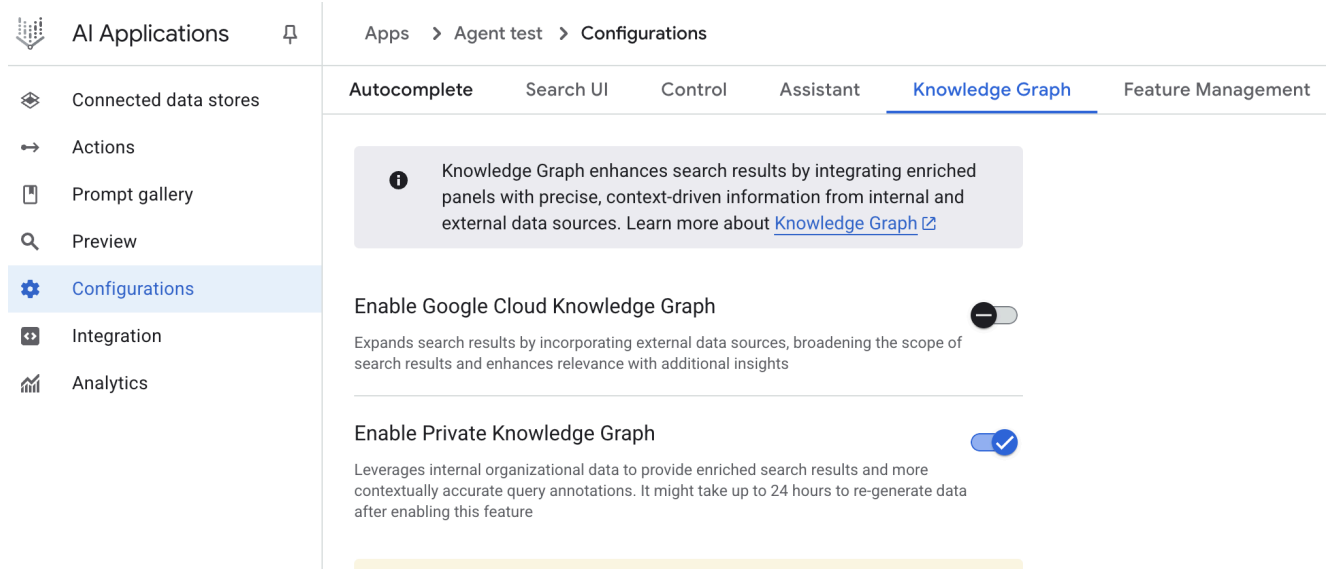 AI Applications
Connected data stores
Actions
Prompt gallery
Preview
Configurations
Integration
Analytics
Apps > Agent test > Configurations
Autocomplete Search UI Control Assistant Knowledge Graph Feature Management
Knowledge Graph enhances search results by integrating enriched
panels with precise, context-driven information from internal and
external data sources. Learn more about Knowledge Graph
Enable Google Cloud Knowledge Graph
Expands search results by incorporating external data sources, broadening the scope of
search results and enhances relevance with additional insights
Enable Private Knowledge Graph
Leverages internal organizational data to provide enriched search results and more
contextually accurate query annotations. It might take up to 24 hours to re-generate data
after enabling this feature